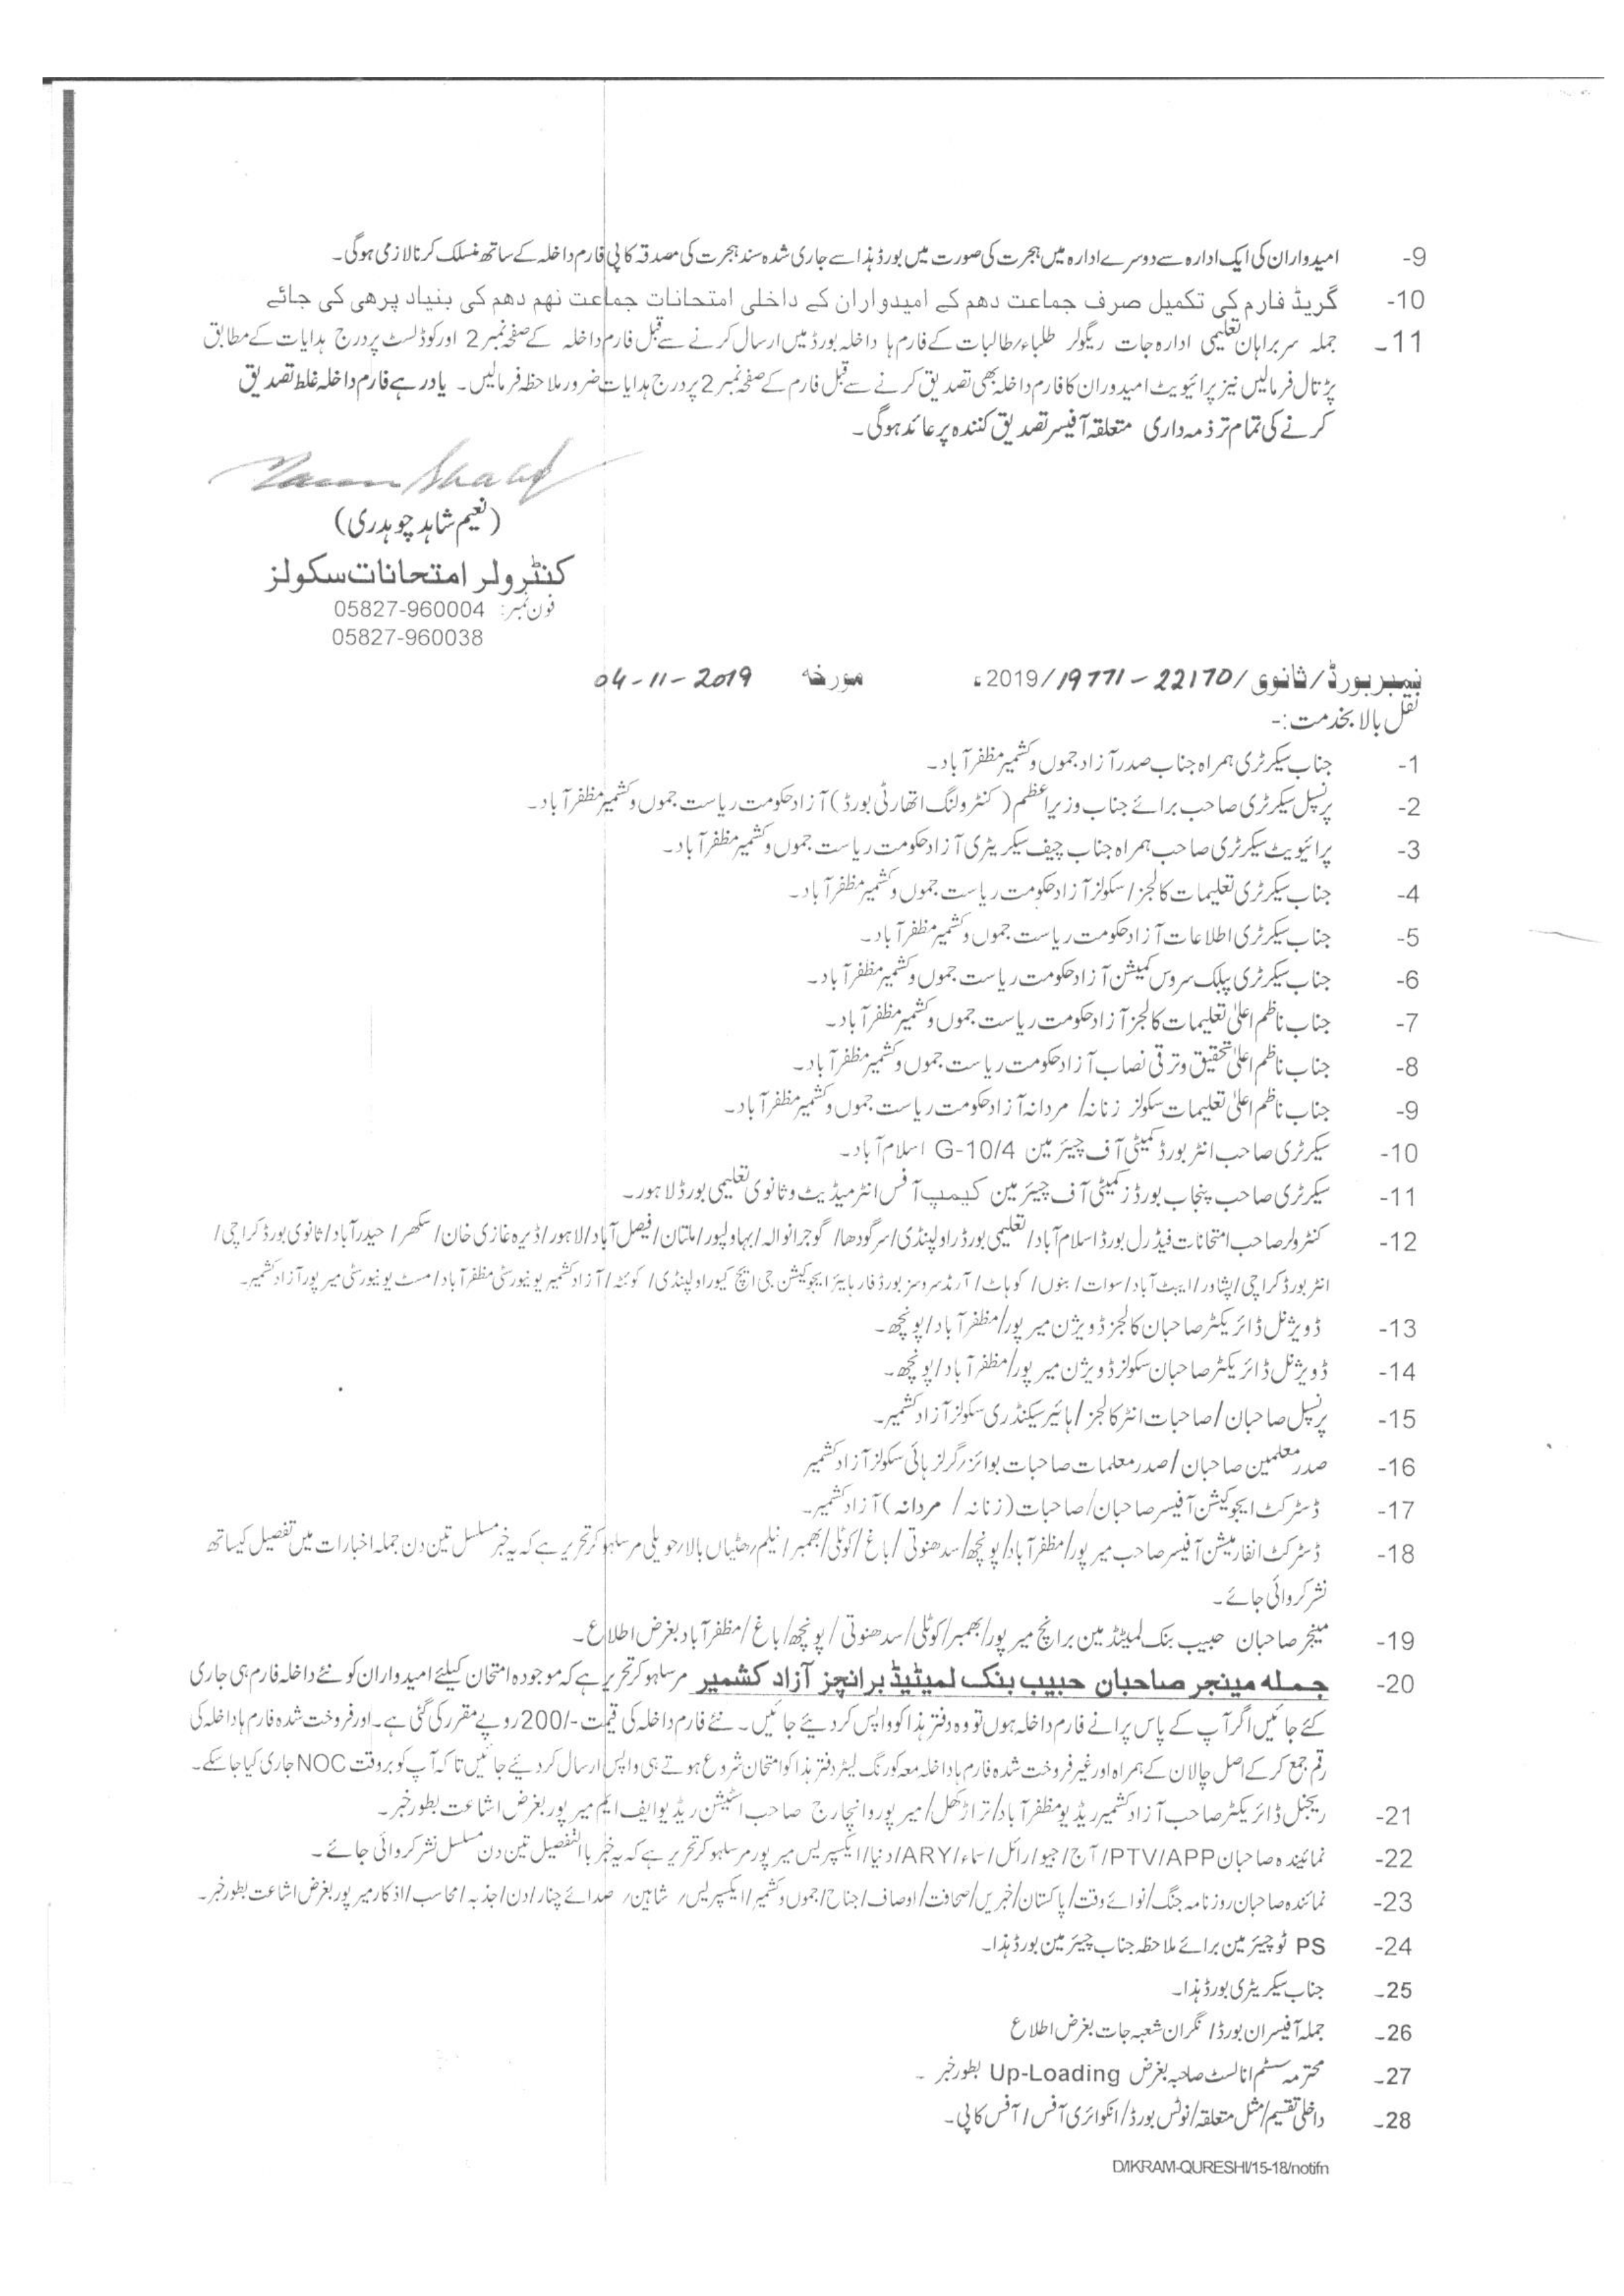 9- امیدواران کی ایک ادارہ سے دوسرے ادارہ میں ہجرت کی صورت میں بورڈ ہذا سے جاری شدہ سند ہجرت کی مصدقہ کاپی فارم داخلہ کے ساتھ منسلک کرنا لازمی ہوگی۔
10- گریڈ فارم کی تکمیل صرف جماعت دهم کے امیدواران کے داخلی امتحانات جماعت نهم دهم کی بنیاد پرهی کی جائے
11۔ جملہ سربراہان تعلیمی ادارہ جات ریگولر طلباء/طالبات کے فارم ہا داخلہ بورڈ میں ارسال کرنے سے قبل فارم داخلہ کے صفحہ نمبر 2 اور کوڈ لسٹ پر درج ہدایات کے مطابق
پڑتال فرمالیں نیز پرائیویٹ امیدوران کا فارم داخلہ بھی تصدیق کرنے سے قبل فارم کے صفحہ نمبر 2 پر درج ہدایات ضرور ملاحظہ فرمالیں۔ یاد رہے فارم داخلہ غلط تصدیق
کرنے کی تمام تر ذمہ داری متعلقہ آفیسر تصدیق کنندہ پر عائد ہوگی۔
(نعیم شاہد چوہدری)
کنٹرولر امتحانات سکولز
فون نمبر: 05827-960004
05827-960038
نمبر بورڈ/ثانوی/ 22170 – 19771/2019ء مورخہ 04-11-2019
نقل بالا بخدمت:-
1- جناب سیکرٹری ہمراہ جناب صدر آزاد جموں وکشمیر مظفرآباد۔
2- پرنسپل سیکرٹری صاحب برائے جناب وزیراعظم (کنٹرولنگ اتھارٹی بورڈ) آزاد حکومت ریاست جموں وکشمیر مظفرآباد۔
3- پرائیویٹ سیکرٹری صاحب ہمراہ جناب چیف سیکریٹری آزاد حکومت ریاست جموں وکشمیر مظفرآباد۔
4- جناب سیکرٹری تعلیمات کالجز/سکولز آزاد حکومت ریاست جموں وکشمیر مظفرآباد۔
5- جناب سیکرٹری اطلاعات آزاد حکومت ریاست جموں وکشمیر مظفرآباد۔
6- جناب سیکرٹری پبلک سروس کمیشن آزاد حکومت ریاست جموں وکشمیر مظفرآباد۔
7- جناب ناظم اعلیٰ تعلیمات کالجز آزاد حکومت ریاست جموں وکشمیر مظفرآباد۔
8- جناب ناظم اعلیٰ تحقیق و ترقی نصاب آزاد حکومت ریاست جموں وکشمیر مظفرآباد۔
9- جناب ناظم اعلیٰ تعلیمات سکولز زنانہ/ مردانہ آزاد حکومت ریاست جموں وکشمیر مظفرآباد۔
10- سیکرٹری صاحب انٹر بورڈ کمیٹی آف چیئرمین G-10/4 اسلام آباد۔
11- سیکرٹری صاحب پنجاب بورڈز کمیٹی آف چیئرمین کیمپ آفس انٹرمیڈیٹ وثانوی تعلیمی بورڈ لاہور۔
12- کنٹرولر صاحب امتحانات فیڈرل بورڈ اسلام آباد/تعلیمی بورڈ راولپنڈی/سرگودھا/ گوجرانوالہ/بہاولپور/ملتان/فیصل آباد/لاہور/ڈیرہ غازی خان/ سکھر/ حیدرآباد/ثانوی بورڈ کراچی/
انٹر بورڈ کراچی/پشاور/ایبٹ آباد/سوات/ بنوں/ کوہاٹ/ آرمڈ سروسز بورڈ فار ہائیر ایجوکیشن جی ایچ کیو راولپنڈی/ کوئٹہ/ آزاد کشمیر یونیورسٹی مظفرآباد/ مسٹ یونیورسٹی میرپور آزاد کشمیر۔
13- ڈویژنل ڈائریکٹر صاحبان کالجز ڈویژن میرپور/مظفرآباد/پونچھ۔
14- ڈویژنل ڈائریکٹر صاحبان سکولز ڈویژن میرپور/مظفرآباد/پونچھ۔
15- پرنسپل صاحبان/صاحبات انٹر کالجز/ہائیر سیکنڈری سکولز آزاد کشمیر۔
16- صدر معلمین صاحبان/صدر معلمات صاحبات بوائز/گرلز ہائی سکولز آزاد کشمیر
17- ڈسٹرکٹ ایجوکیشن آفیسر صاحبان/صاحبات (زنانہ/ مردانہ) آزاد کشمیر۔
18- ڈسٹرکٹ انفارمیشن آفیسر صاحب میرپور/مظفرآباد/پونچھ/سدھنوتی/باغ/کوٹلی/بھمبر/نیلم/ھٹیاں بالا/حویلی مرسلہو کر تحریر ہے کہ یہ خبر مسلسل تین دن جملہ اخبارات میں تفصیل کیساتھ
نشر کروائی جائے۔
19- مینجر صاحبان حبیب بنک لمیٹڈ مین برانچ میرپور/بھمبر/کوٹلی/سدھنوتی/پونچھ/باغ/مظفرآباد بغرض اطلاع۔
20- جملہ مینجر صاحبان حبیب بنک لمیٹیڈ برانچز آزاد کشمیر مرسلہو کر تحریر ہے کہ موجودہ امتحان کیلئے امیدواران کو نئے داخلہ فارم ہی جاری
کئے جائیں اگر آپ کے پاس پرانے فارم داخلہ ہوں تو وہ دفتر ہذا کو واپس کر دیئے جائیں۔ نئے فارم داخلہ کی قیمت -/200 روپے مقرر کی گئی ہے۔ اور فروخت شدہ فارم ہا داخلہ کی
رقم جمع کر کے اصل چالان کے ہمراہ اور غیر فروخت شدہ فارم ہا داخلہ معہ کورنگ لیٹر دفتر ہذا کو امتحان شروع ہوتے ہی واپس ارسال کر دیئے جائیں تاکہ آپ کو بروقت NOC جاری کیا جا سکے۔
21- ریجنل ڈائریکٹر صاحب آزاد کشمیر ریڈیو مظفرآباد/تراڑکھل/میرپور وانچارج صاحب اسٹیشن ریڈیو ایف ایم میرپور بغرض اشاعت بطور خبر۔
22- نمائیندہ صاحبان PTV/APP/آج/جیو/رائل/سماء/ARY/دنیا/ایکسپریس میرپور مرسلہو کر تحریر ہے کہ یہ خبر باالتفصیل تین دن مسلسل نشر کروائی جائے۔
23- نمائندہ صاحبان روزنامہ جنگ/نوائے وقت/پاکستان/خبریں/صحافت/اوصاف/جناح/جموں وکشمیر/ایکسپریس/ شاہین/ صدائے چنار/دن/جذبہ/محاسب/اذکار میرپور بغرض اشاعت بطور خبر۔
24- PS ٹو چیئرمین برائے ملاحظہ جناب چیئرمین بورڈ ہذا۔
25۔ جناب سیکریٹری بورڈ ہذا۔
26۔ جملہ آفیسران بورڈ/ نگران شعبہ جات بغرض اطلاع
27۔ محترمہ سسٹم انالسٹ صاحبہ بغرض Up-Loading بطور خبر ۔
28۔ داخلی تقسیم/مثل متعلقہ/نوٹس بورڈ/انکوائری آفس/آفس کاپی۔
D/IKRAM-QURESHI/15-18/notifn